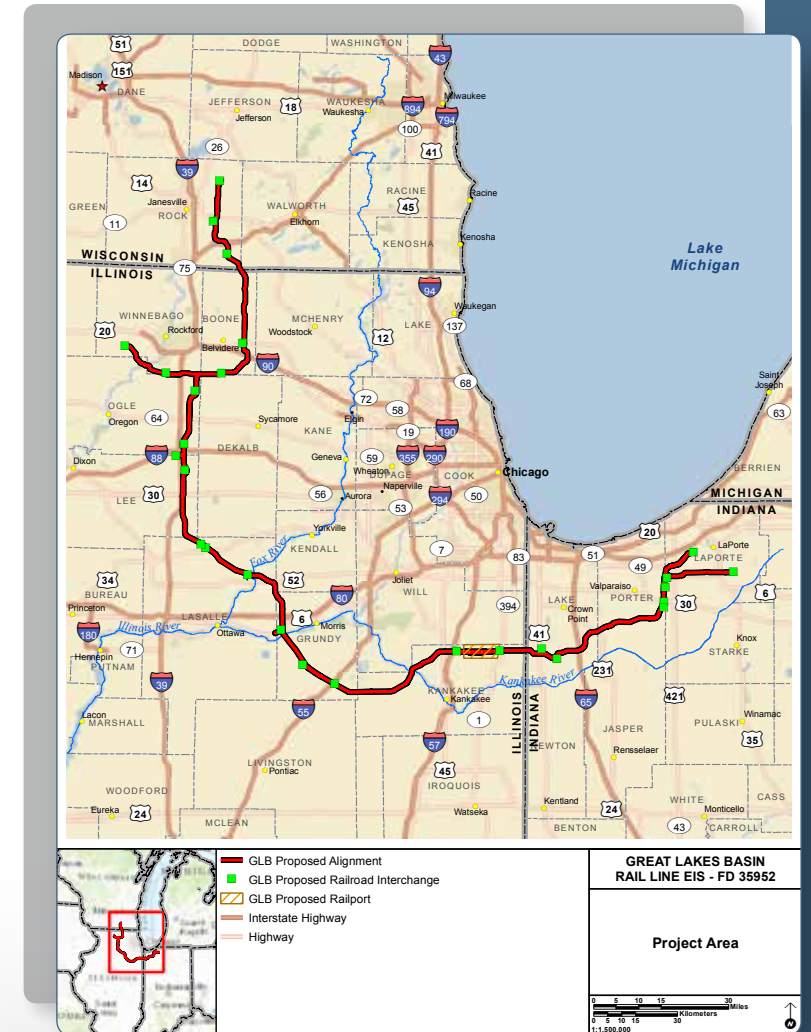 51
DODGE
WASHINGTON
43
Madison
151
DANE
JEFFERSON
Jefferson
18
WAUKESHA
Waukesha
894
Milwaukee
794
100
26
41
39
14
RACINE
Racine
GREEN
Janesville
ROCK
WALWORTH
Elkhorn
45
11
KENOSHA
Kenosha
Lake
Michigan
WISCONSIN
ILLINOIS
75
94
Waukegan
WINNEBAGO
BOONE
MCHENRY
LAKE
137
20
Rockford
Woodstock
12
Belvidere
90
Saint
Joseph
72
68
63
OGLE
Oregon
64
Sycamore
KANE
Elgin
58
19
190
DEKALB
Geneva
59
355
290
Dixon
88
Wheaton
DUPAGE
COOK
Chicago
BERRIEN
LEE
30
56
Naperville
Aurora
294
50
53
MICHIGAN
INDIANA
Yorkville
KENDALL
Fox River
20
7
83
51
LaPorte
LAPORTE
34
BUREAU
52
Joliet
WILL
49
Valparaiso
PORTER
6
Princeton
80
394
LAKE
Crown
Point
30
LASALLE
6
Morris
180
Illinois River
Ottawa
GRUNDY
41
Knox
STARKE
Hennepin
PUTNAM
71
231
39
Kankakee River
KANKAKEE
Kankakee
421
Lacon
MARSHALL
55
1
ILLINOIS
INDIANA
65
PULASKI
Winamac
57
JASPER
35
NEWTON
Rensselaer
LIVINGSTON
Pontiac
45
IROQUOIS
WOODFORD
WHITE
CASS
Eureka
24
Watseka
Kentland
24
Monticello
MCLEAN
BENTON
43
CARROLL
GLB Proposed Alignment
GLB Proposed Railroad Interchange
GLB Proposed Railport
Interstate Highway
Highway
GREAT LAKES BASIN
RAIL LINE EIS - FD 35952
Project Area
0 5 10 15 30
Miles
Kilometers
0 5 10 15 30
1:1,500,000